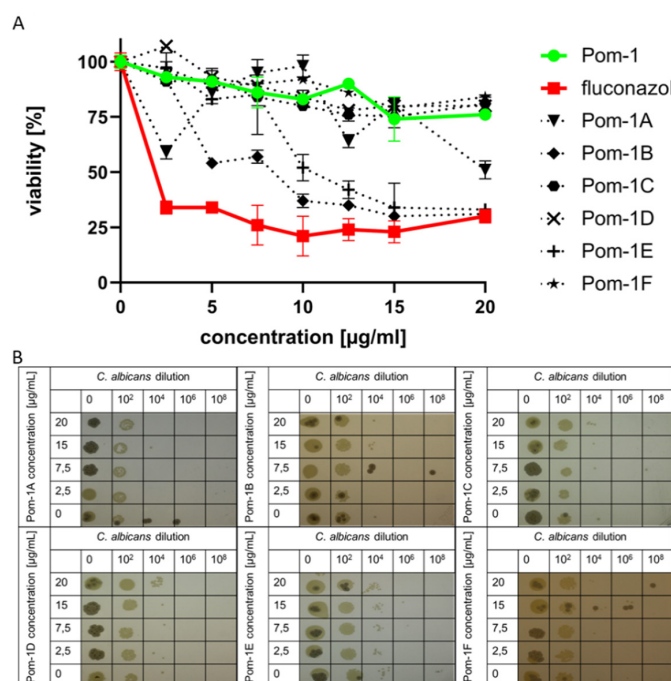 A
100
75
50
25
0
viability [%]
0 5 10 15 20
concentration [µg/ml]
Pom-1
fluconazol
Pom-1A
Pom-1B
Pom-1C
Pom-1D
Pom-1E
Pom-1F
B
Pom-1A concentration [µg/mL]
C. albicans dilution
0 10² 10⁴ 10⁶ 10⁸
20
15
7,5
2,5
0
Pom-1B concentration [µg/mL]
C. albicans dilution
0 10² 10⁴ 10⁶ 10⁸
20
15
7,5
2,5
0
Pom-1C concentration [µg/mL]
C. albicans dilution
0 10² 10⁴ 10⁶ 10⁸
20
15
7,5
2,5
0
Pom-1D concentration [µg/mL]
C. albicans dilution
0 10² 10⁴ 10⁶ 10⁸
20
15
7,5
2,5
0
Pom-1E concentration [µg/mL]
C. albicans dilution
0 10² 10⁴ 10⁶ 10⁸
20
15
7,5
2,5
0
Pom-1F concentration [µg/mL]
C. albicans dilution
0 10² 10⁴ 10⁶ 10⁸
20
15
7,5
2,5
0